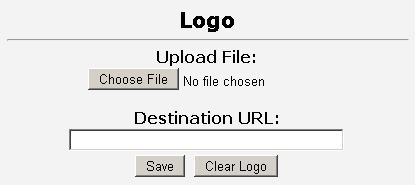 Logo
Upload File:
Choose File No file chosen
Destination URL:
Save Clear Logo